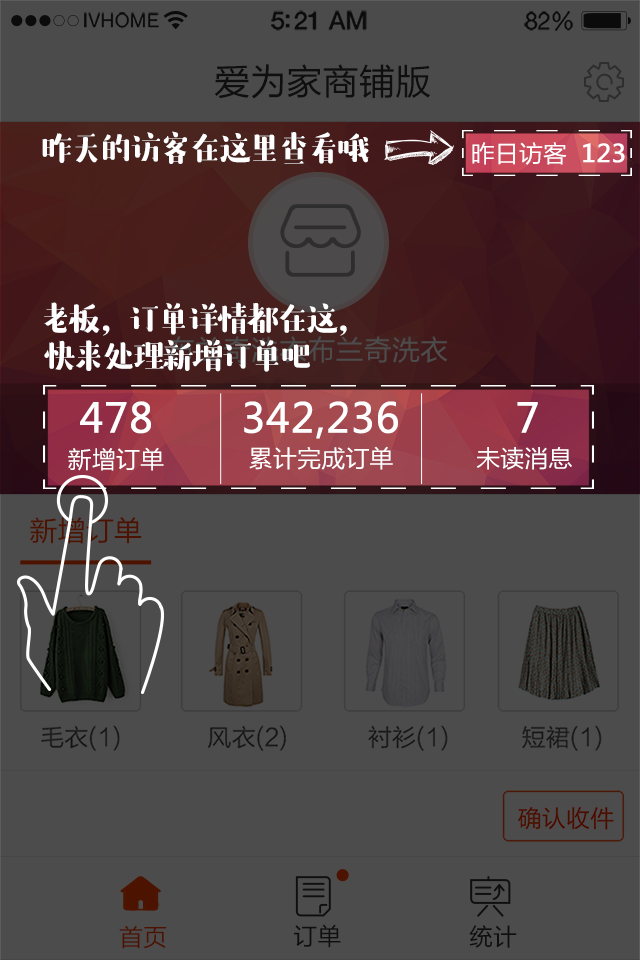 IVHOME 5:21 AM 82%
爱为家商铺版
昨天的访客在这里查看哦
昨日访客 123
老板，订单详情都在这，
布兰奇洗衣
快来处理新增订单吧
478 342,236 7
新增订单 累计完成订单 未读消息
新增订单
毛衣(1) 风衣(2) 衬衫(1) 短裙(1)
确认收件
首页 订单 统计